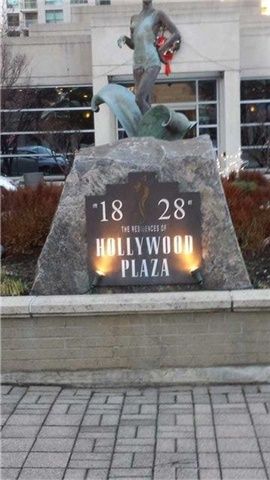 18 28
THE RESIDENCES OF
HOLLYWOOD
PLAZA